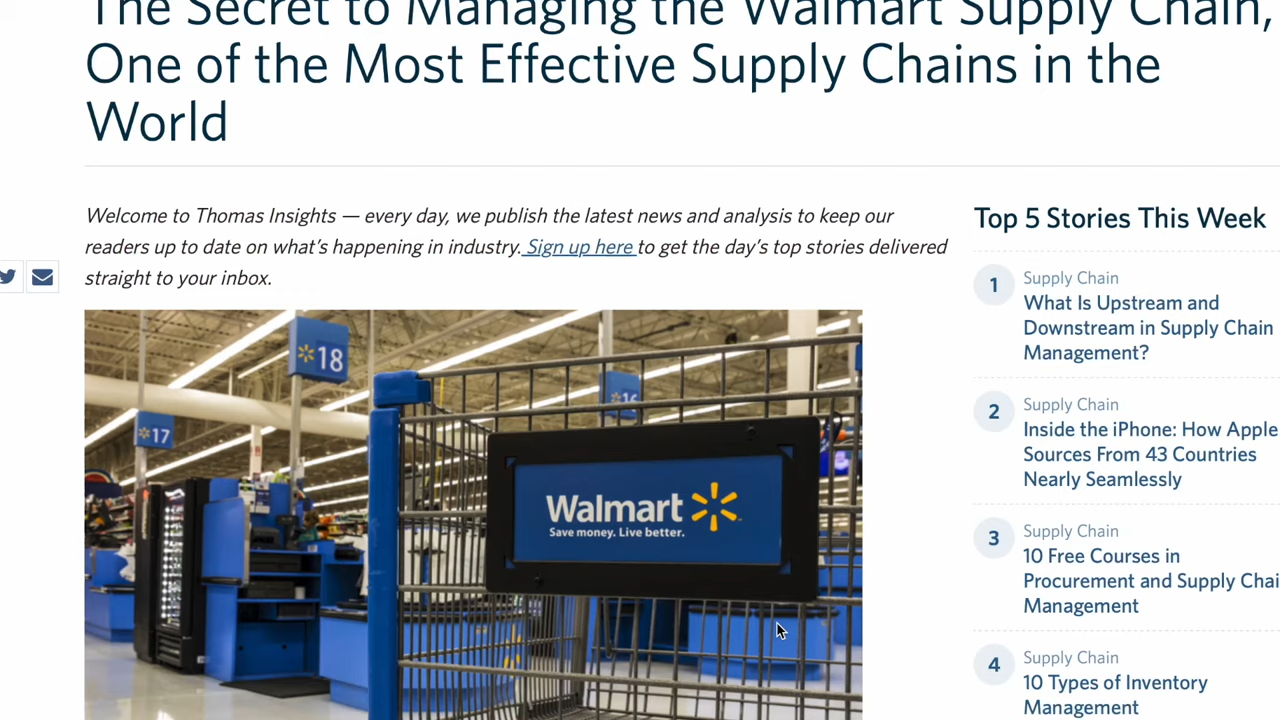 The Secret to Managing the Walmart Supply Chain,
One of the Most Effective Supply Chains in the
World
Welcome to Thomas Insights — every day, we publish the latest news and analysis to keep our
readers up to date on what's happening in industry. Sign up here to get the day's top stories delivered
straight to your inbox.
18
17
16
Walmart
Save money. Live better.
Top 5 Stories This Week
1
Supply Chain
What Is Upstream and
Downstream in Supply Chain
Management?
2
Supply Chain
Inside the iPhone: How Apple
Sources From 43 Countries
Nearly Seamlessly
3
Supply Chain
10 Free Courses in
Procurement and Supply Chai
Management
4
Supply Chain
10 Types of Inventory
Management